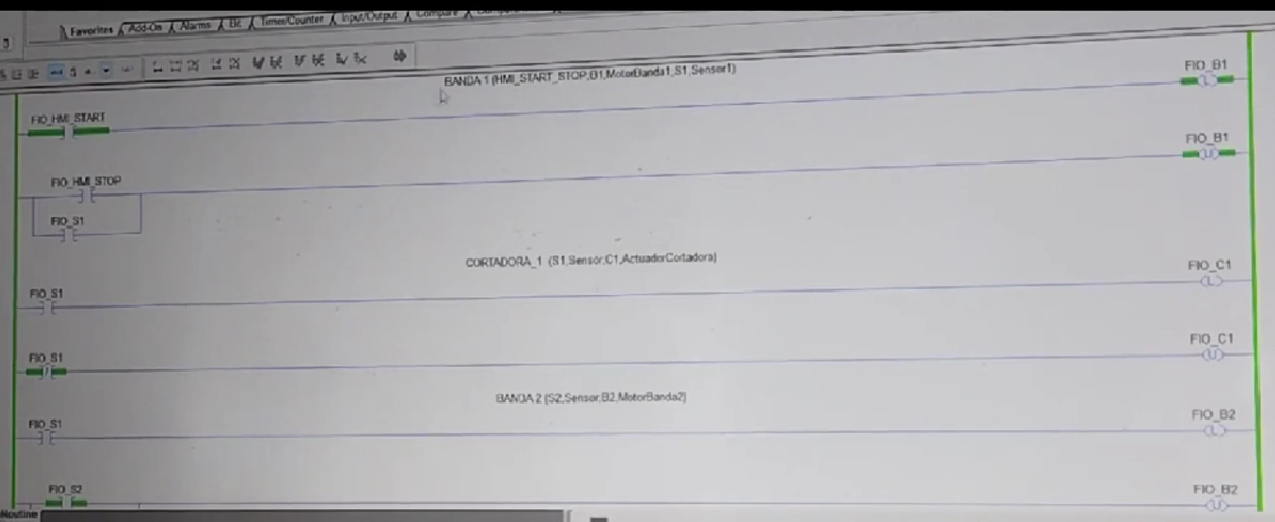 Favorites Add-On Alarms Bit Timer/Counter Input/Output Compare
BANDA 1 (HMI_START_STOP,B1,MotorBanda1,S1,Sensor1)
FIO_HMI_START
FIO_B1
L
FIO_HMI_STOP
FIO_B1
U
FIO_S1
CORTADORA_1 (S1,Sensor,C1,ActuadorCortadora)
FIO_S1
FIO_C1
L
FIO_S1
FIO_C1
U
BANDA 2 (S2,Sensor,B2,MotorBanda2)
FIO_S1
FIO_B2
L
FIO_S2
FIO_B2
U